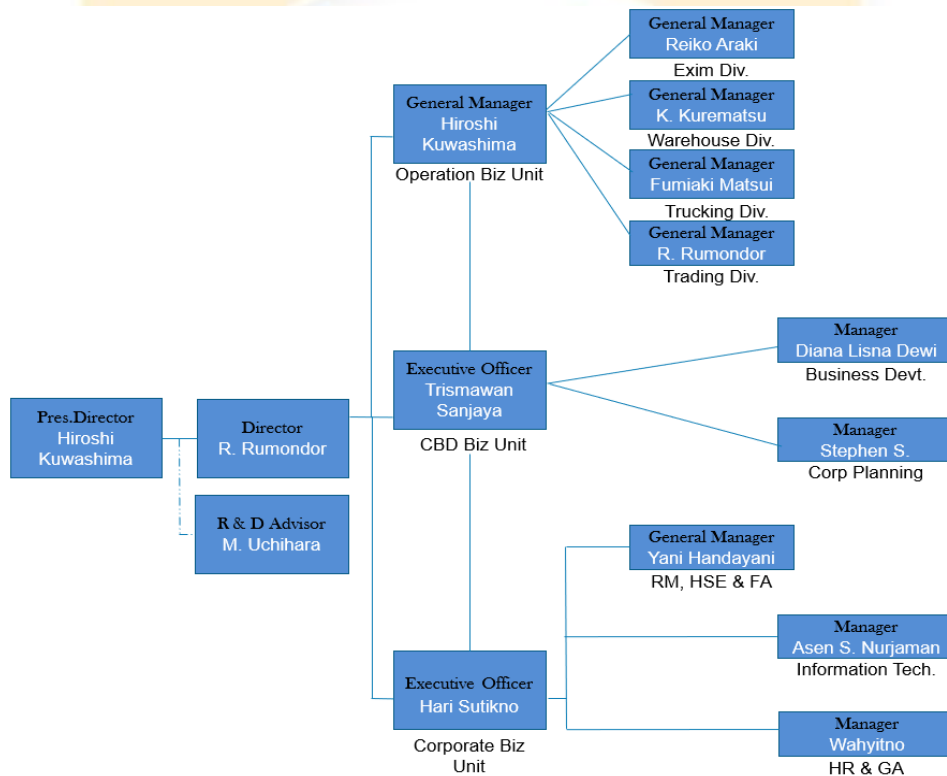 General Manager
Reiko Araki
Exim Div.
General Manager
K. Kurematsu
Warehouse Div.
General Manager
Fumiaki Matsui
Trucking Div.
General Manager
R. Rumondor
Trading Div.
General Manager
Hiroshi
Kuwashima
Operation Biz Unit
Manager
Diana Lisna Dewi
Business Devt.
Executive Officer
Trismawan
Sanjaya
CBD Biz Unit
Manager
Stephen S.
Corp Planning
Pres.Director
Hiroshi
Kuwashima
Director
R. Rumondor
R & D Advisor
M. Uchihara
General Manager
Yani Handayani
RM, HSE & FA
Manager
Asen S. Nurjaman
Information Tech.
Executive Officer
Hari Sutikno
Corporate Biz
Unit
Manager
Wahyitno
HR & GA